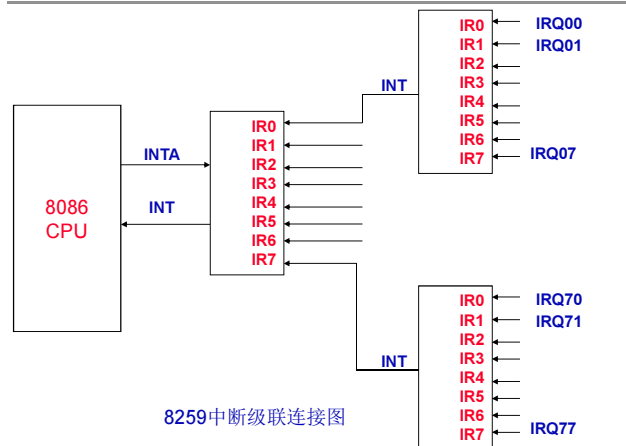 8086
CPU
INTA
INT
IR0
IR1
IR2
IR3
IR4
IR5
IR6
IR7
INT
IR0
IR1
IR2
IR3
IR4
IR5
IR6
IR7
IRQ00
IRQ01
IRQ07
INT
IR0
IR1
IR2
IR3
IR4
IR5
IR6
IR7
IRQ70
IRQ71
IRQ77
8259中断级联连接图